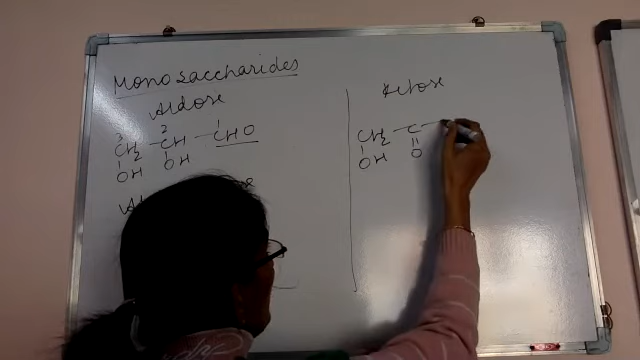 Monosaccharides
Aldose
3 2 1
CH2 — CH — CHO
OH OH
Ketose
CH2 — C —
OH O